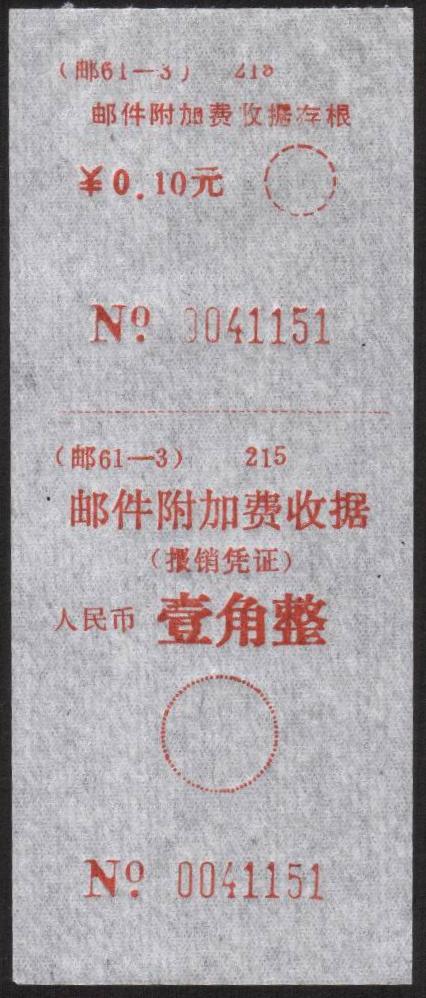 （邮61—3） 215
邮件附加费收据存根
¥0.10元
№ 0041151
（邮61—3） 215
邮件附加费收据
（报销凭证）
人民币 壹角整
№ 0041151